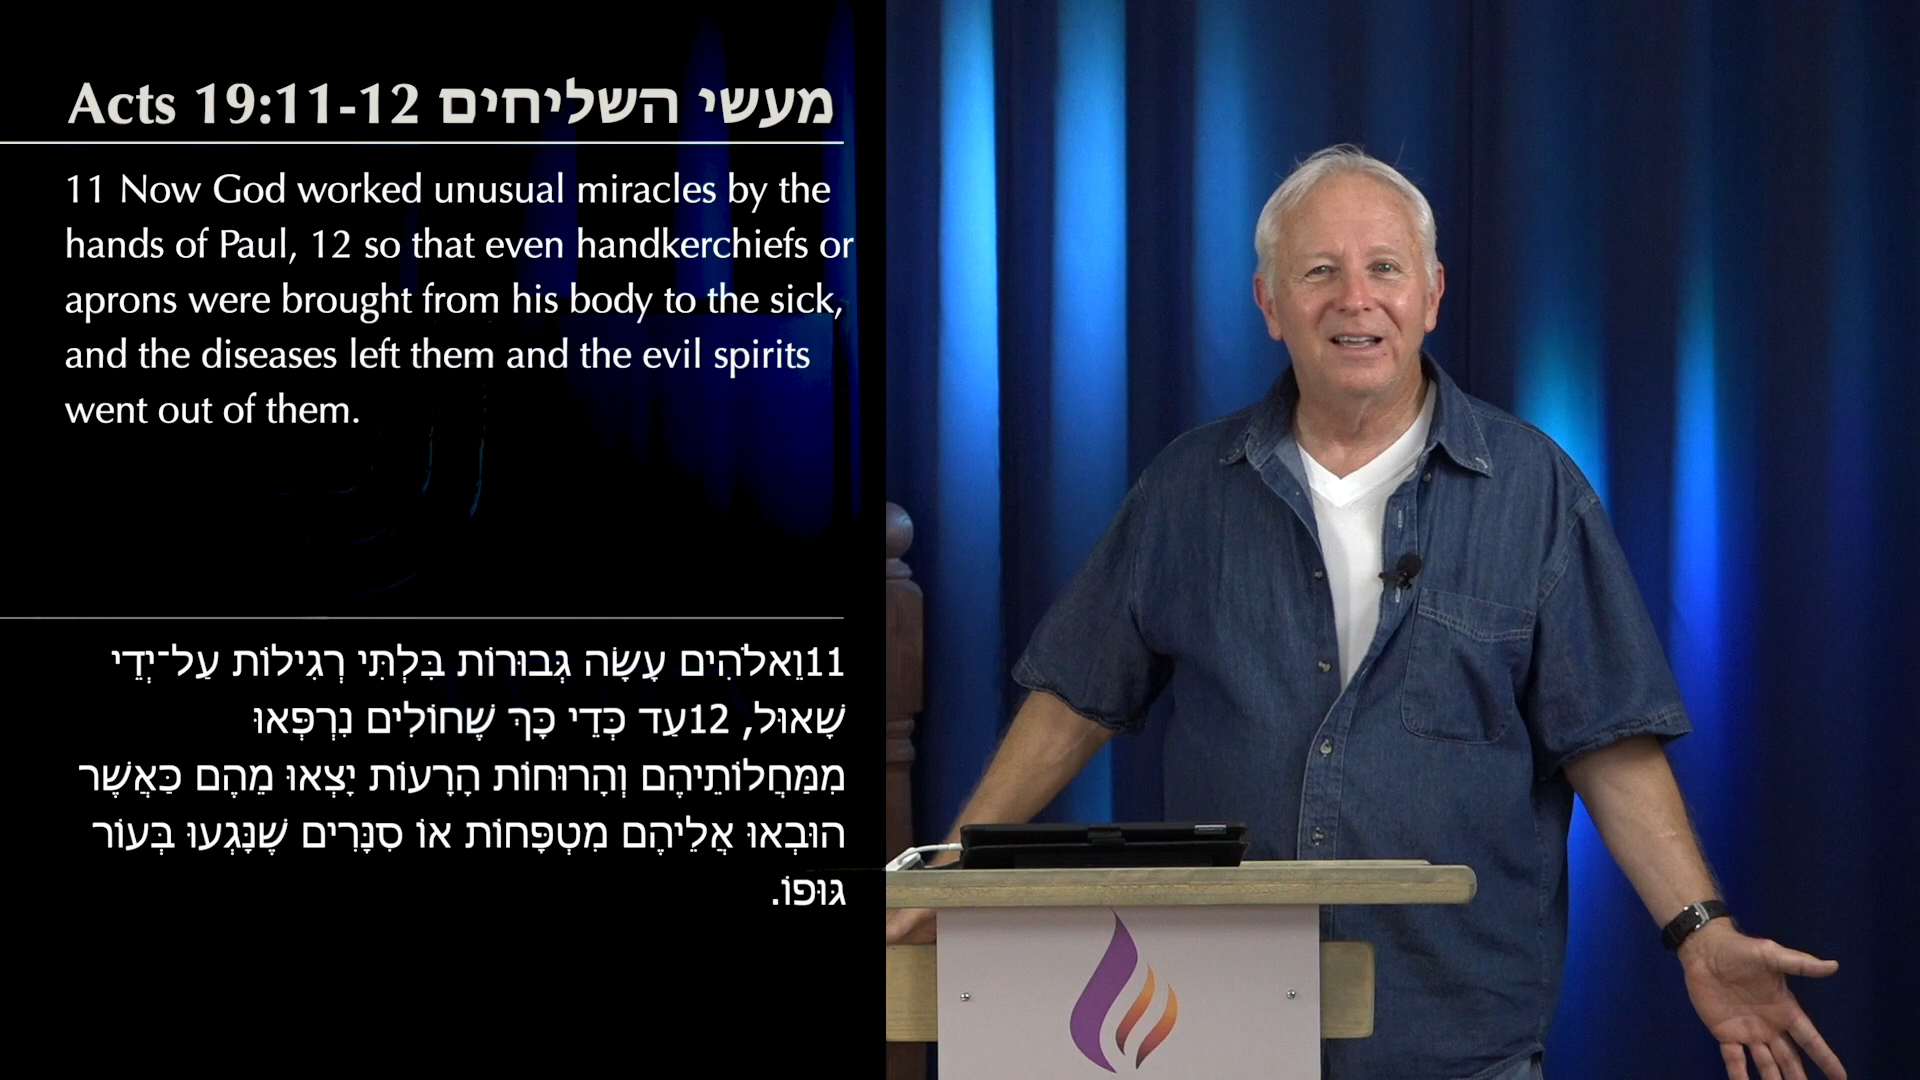 Acts 19:11-12 מעשי השליחים
11 Now God worked unusual miracles by the
hands of Paul, 12 so that even handkerchiefs or
aprons were brought from his body to the sick,
and the diseases left them and the evil spirits
went out of them.
11וֵאלֹהִים עָשָׂה גְּבוּרוֹת בִּלְתִּי רְגִילוֹת עַל־יְדֵי
שָׁאוּל, 12עַד כְּדֵי כָּךְ שֶׁחוֹלִים נִרְפְּאוּ
מִמַּחֲלוֹתֵיהֶם וְהָרוּחוֹת הָרָעוֹת יָצְאוּ מֵהֶם כַּאֲשֶׁר
הוּבְאוּ אֲלֵיהֶם מִטְפָּחוֹת אוֹ סִנָּרִים שֶׁנָּגְעוּ בְּעוֹר
גּוּפוֹ.